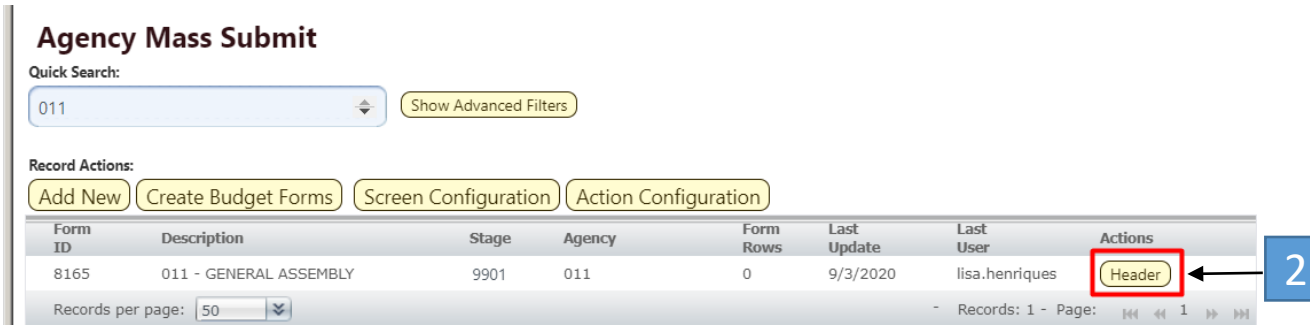 Agency Mass Submit
Quick Search:
011 Show Advanced Filters
Record Actions:
Add New Create Budget Forms Screen Configuration Action Configuration
Form ID Description Stage Agency Form Rows Last Update Last User Actions
8165 011 - GENERAL ASSEMBLY 9901 011 0 9/3/2020 lisa.henriques Header 2
Records per page: 50 - Records: 1 - Page: 1